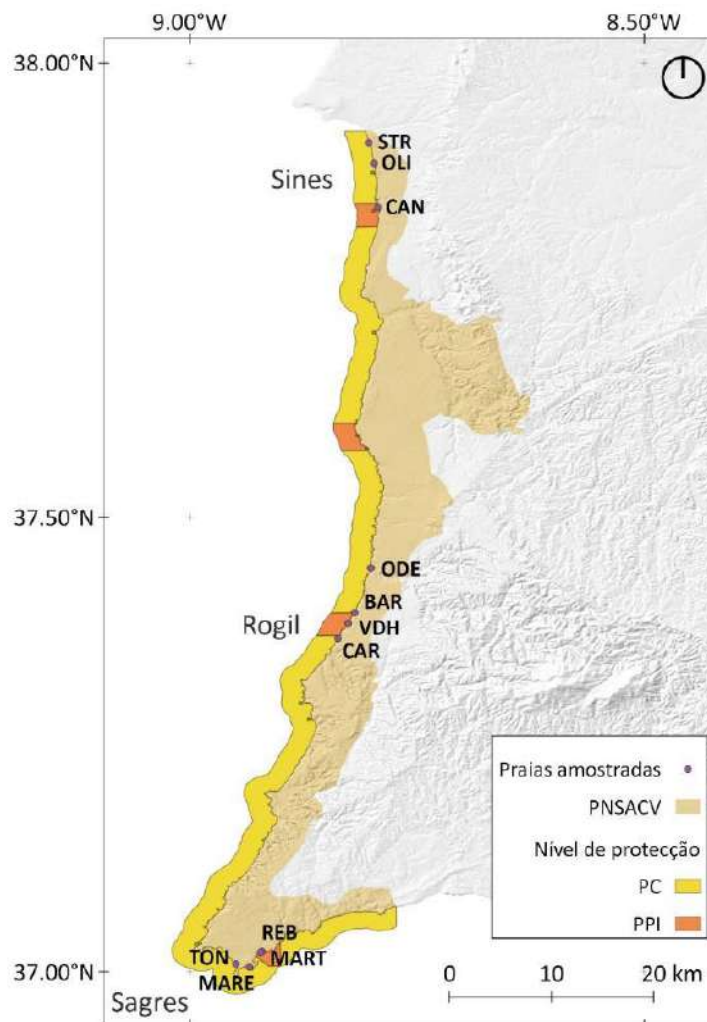 9.00°W
8.50°W
38.00°N
STR
OLI
Sines
CAN
37.50°N
ODE
BAR
Rogil
VDH
CAR
Praias amostradas
PNSACV
Nível de protecção
PC
PPI
REB
TON
MART
37.00°N
MARE
0 10 20 km
Sagres